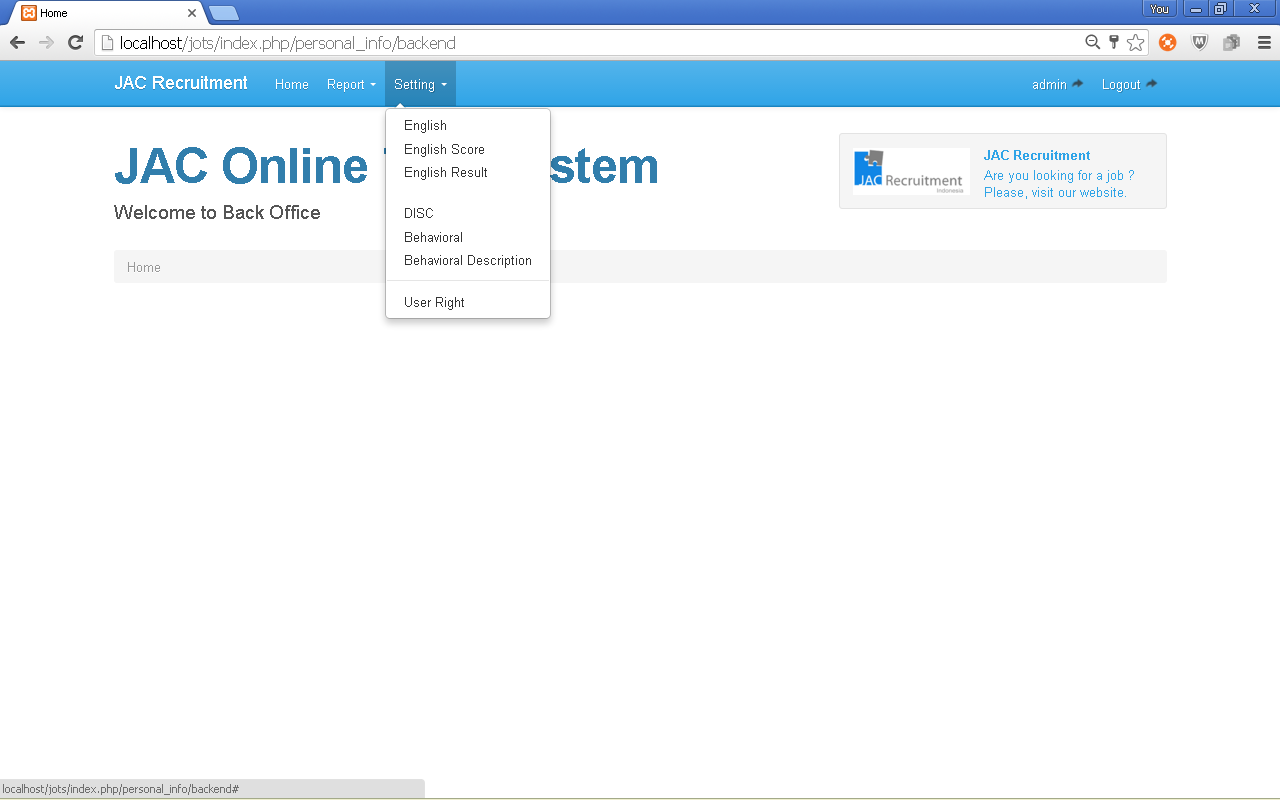 Home
You
localhost/jots/index.php/personal_info/backend
JAC Recruitment Home Report Setting admin Logout
English
English Score
English Result
DISC
Behavioral
Behavioral Description
User Right
JAC Online stem
Welcome to Back Office
JAC Recruitment
Indonesia
JAC Recruitment
Are you looking for a job ?
Please, visit our website.
Home
localhost/jots/index.php/personal_info/backend#